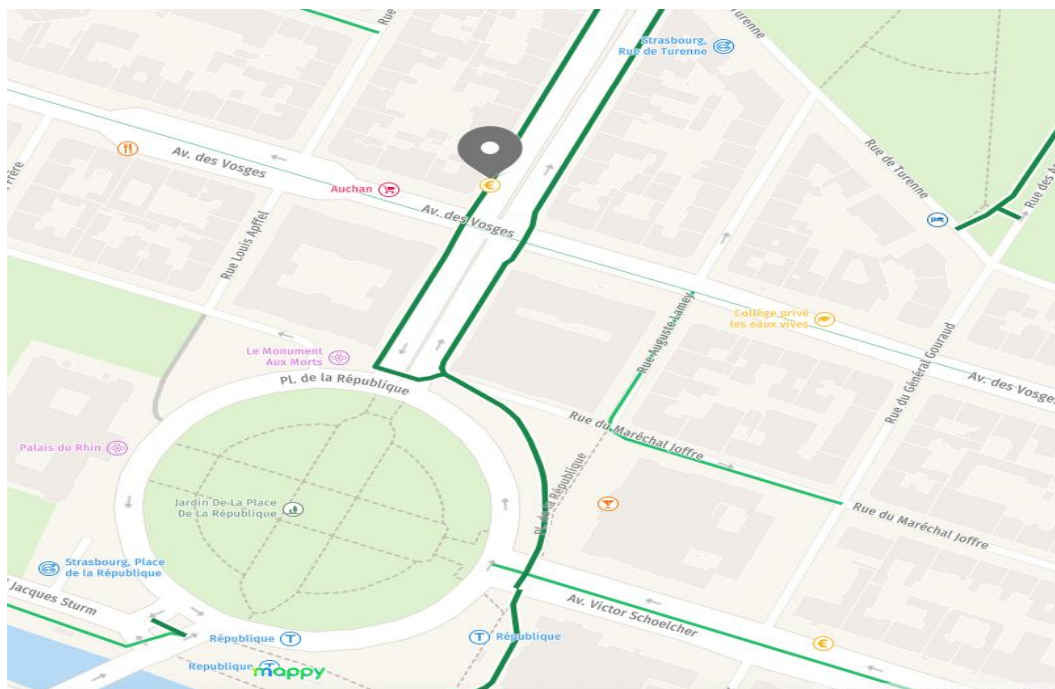 Rue
Turenne
Strasbourg,
Rue de Turenne
Av. des Vosges
Auchan
Av. des Vosges
Rue de Turenne
Rue des
Rue Louis Apffel
Collège privé
les eaux vives
Rue Auguste Lamey
Le Monument
Aux Morts
Pl. de la République
Av. des Vosges
Rue du Général Gouraud
Rue du Maréchal Joffre
Palais du Rhin
Pl. de la République
Jardin De La Place
De La République
Rue du Maréchal Joffre
Strasbourg, Place
de la République
Jacques Sturm
Av. Victor Schoelcher
République
République
Republique
mappy